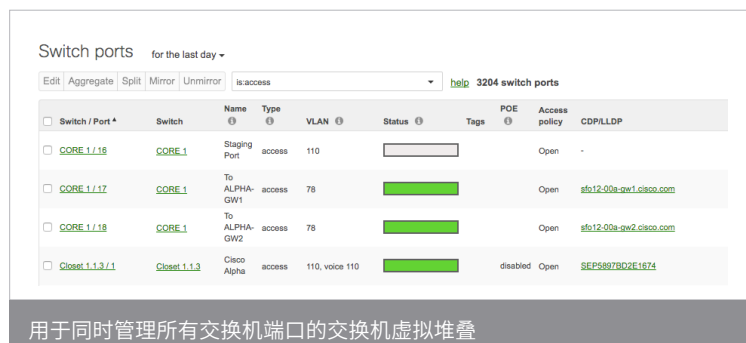 Switch ports for the last day
Edit Aggregate Split Mirror Unmirror is:access help 3204 switch ports
Switch / Port Switch Name Type VLAN Status Tags POE Access policy CDP/LLDP
CORE 1 / 16 CORE 1 Staging Port access 110 Open -
CORE 1 / 17 CORE 1 To ALPHA-GW1 access 78 Open sfo12-00a-gw1.cisco.com
CORE 1 / 18 CORE 1 To ALPHA-GW2 access 78 Open sfo12-00a-gw2.cisco.com
Closet 1.1.3 / 1 Closet 1.1.3 Cisco Alpha access 110, voice 110 disabled Open SEP5897BD2E1674
用于同时管理所有交换机端口的交换机虚拟堆叠